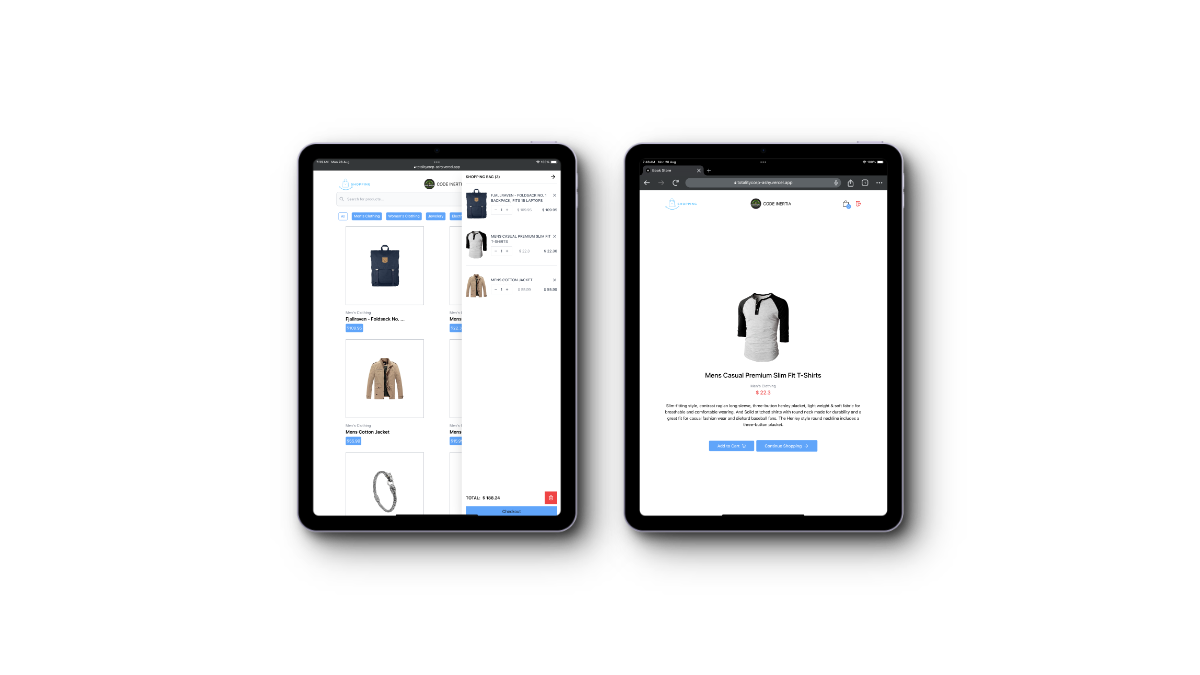 SHOPPING BAG (3)
CODE INERTIA
Search for products...
All
Men's Clothing
Women's Clothing
Jewelery
Men's Clothing
Fjallraven - Foldsack No. ...
Mens
Men's Clothing
Mens Cotton Jacket
Mens
FJALLRAVEN - FOLDSACK NO. 1
BACKPACK, FITS 15 LAPTOPS
1
$ 109.95
$ 109.95
MENS CASUAL PREMIUM SLIM FIT
T-SHIRTS
1
$ 22.3
MENS COTTON JACKET
1
TOTAL: $ 188.24
Checkout
Book Store
CODE INERTIA
Mens Casual Premium Slim Fit T-Shirts
Men's Clothing
$ 22.3
Slim-fitting style, contrast raglan long sleeve, three-button henley placket, light weight & soft fabric for
breathable and comfortable wearing. And Solid stitched shirts with round neck made for durability and a
great fit for casual fashion wear and diehard baseball fans. The Henley style round neckline includes a
three-button placket.
Add to Cart
Continue Shopping